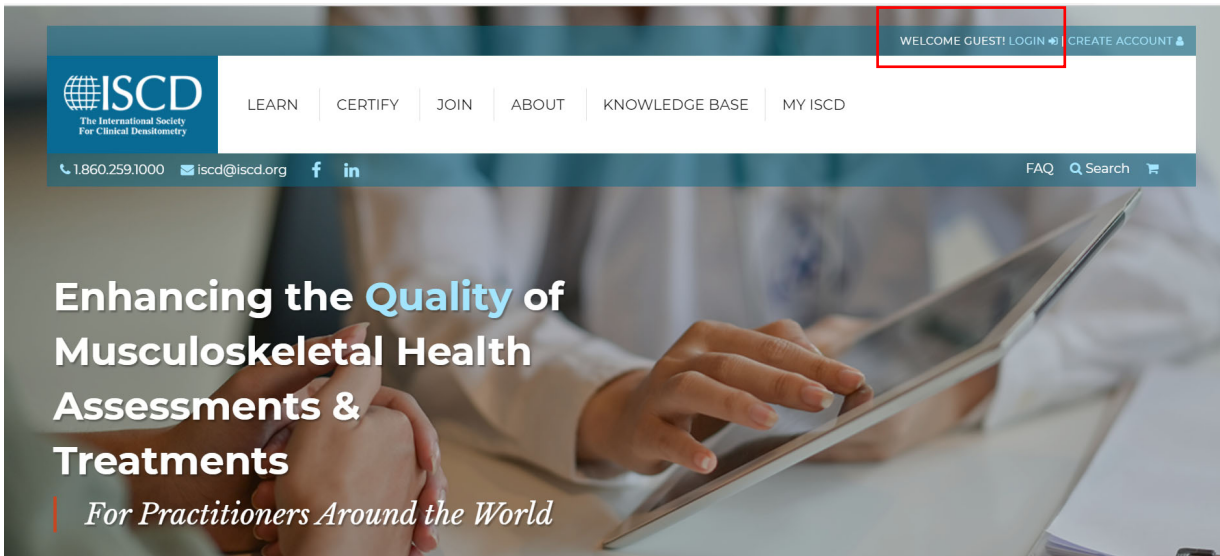 WELCOME GUEST! LOGIN | CREATE ACCOUNT
ISCD
The International Society
For Clinical Densitometry
LEARN CERTIFY JOIN ABOUT KNOWLEDGE BASE MY ISCD
1.860.259.1000 iscd@iscd.org f in FAQ Search
Enhancing the Quality of
Musculoskeletal Health
Assessments &
Treatments
For Practitioners Around the World